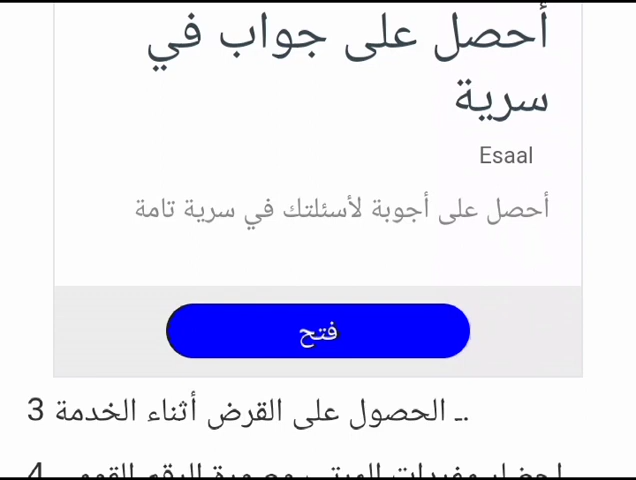 أحصل على جواب في
سرية
Esaal
أحصل على أجوبة لأسئلتك في سرية تامة
فتح
3 الحصول على القرض أثناء الخدمة ..
4